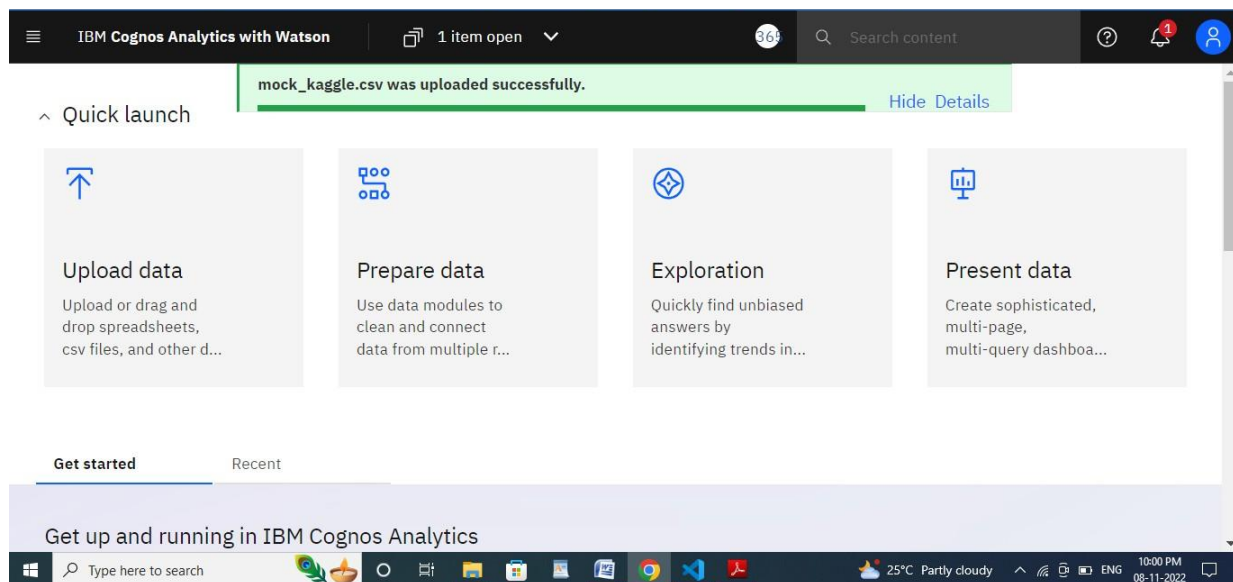 IBM Cognos Analytics with Watson
1 item open
365
Search content
1
mock_kaggle.csv was uploaded successfully.
Hide Details
Quick launch
Upload data
Upload or drag and
drop spreadsheets,
csv files, and other d...
Prepare data
Use data modules to
clean and connect
data from multiple r...
Exploration
Quickly find unbiased
answers by
identifying trends in...
Present data
Create sophisticated,
multi-page,
multi-query dashboa...
Get started
Recent
Get up and running in IBM Cognos Analytics
Type here to search
25°C Partly cloudy
ENG
10:00 PM
08-11-2022